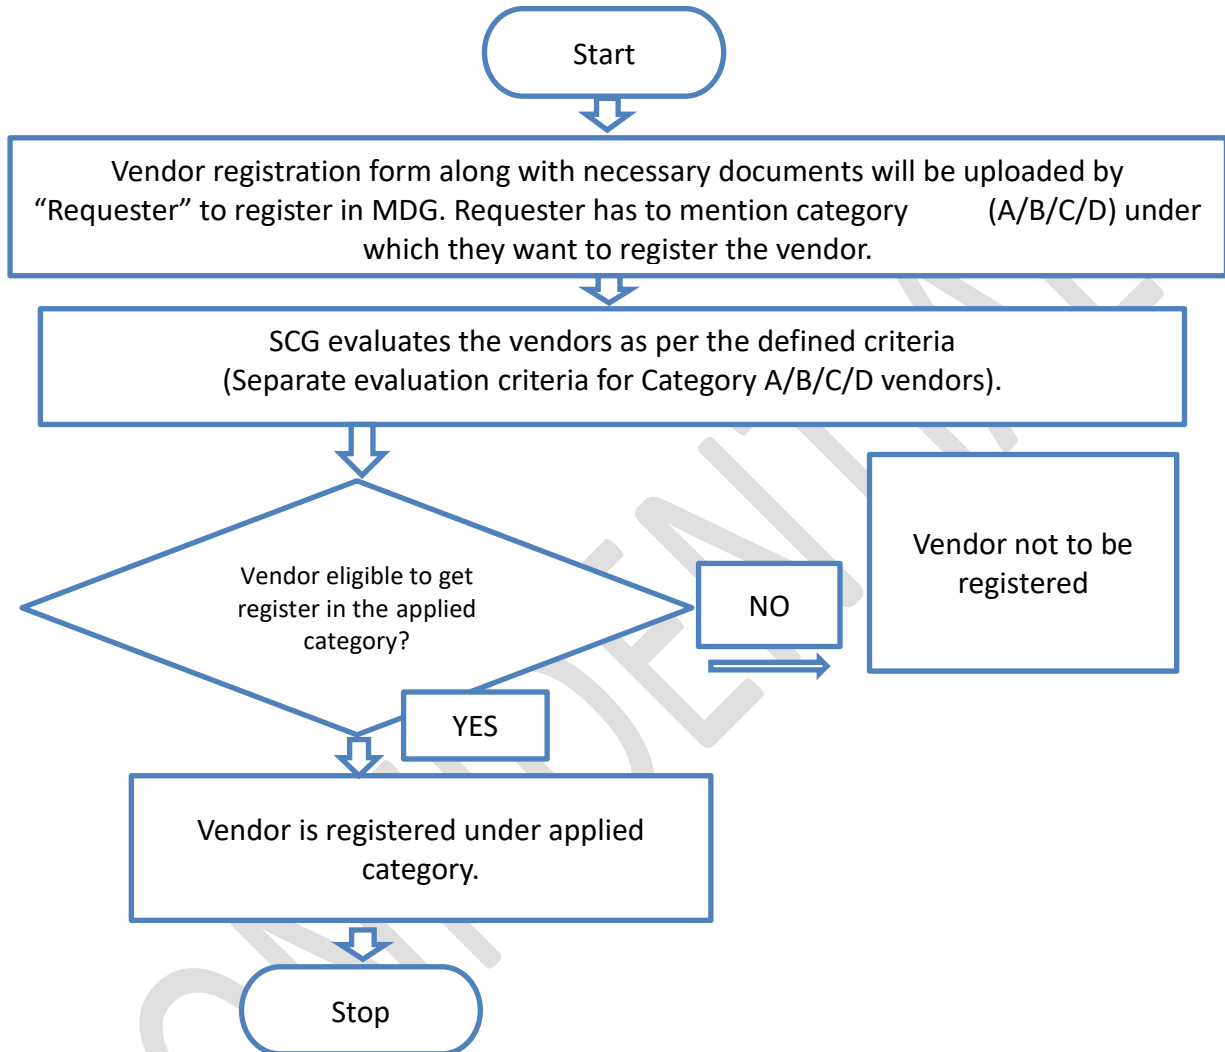 Start
Vendor registration form along with necessary documents will be uploaded by
“Requester” to register in MDG. Requester has to mention category (A/B/C/D) under
which they want to register the vendor.
SCG evaluates the vendors as per the defined criteria
(Separate evaluation criteria for Category A/B/C/D vendors).
Vendor eligible to get
register in the applied
category?
NO
Vendor not to be
registered
YES
Vendor is registered under applied
category.
Stop